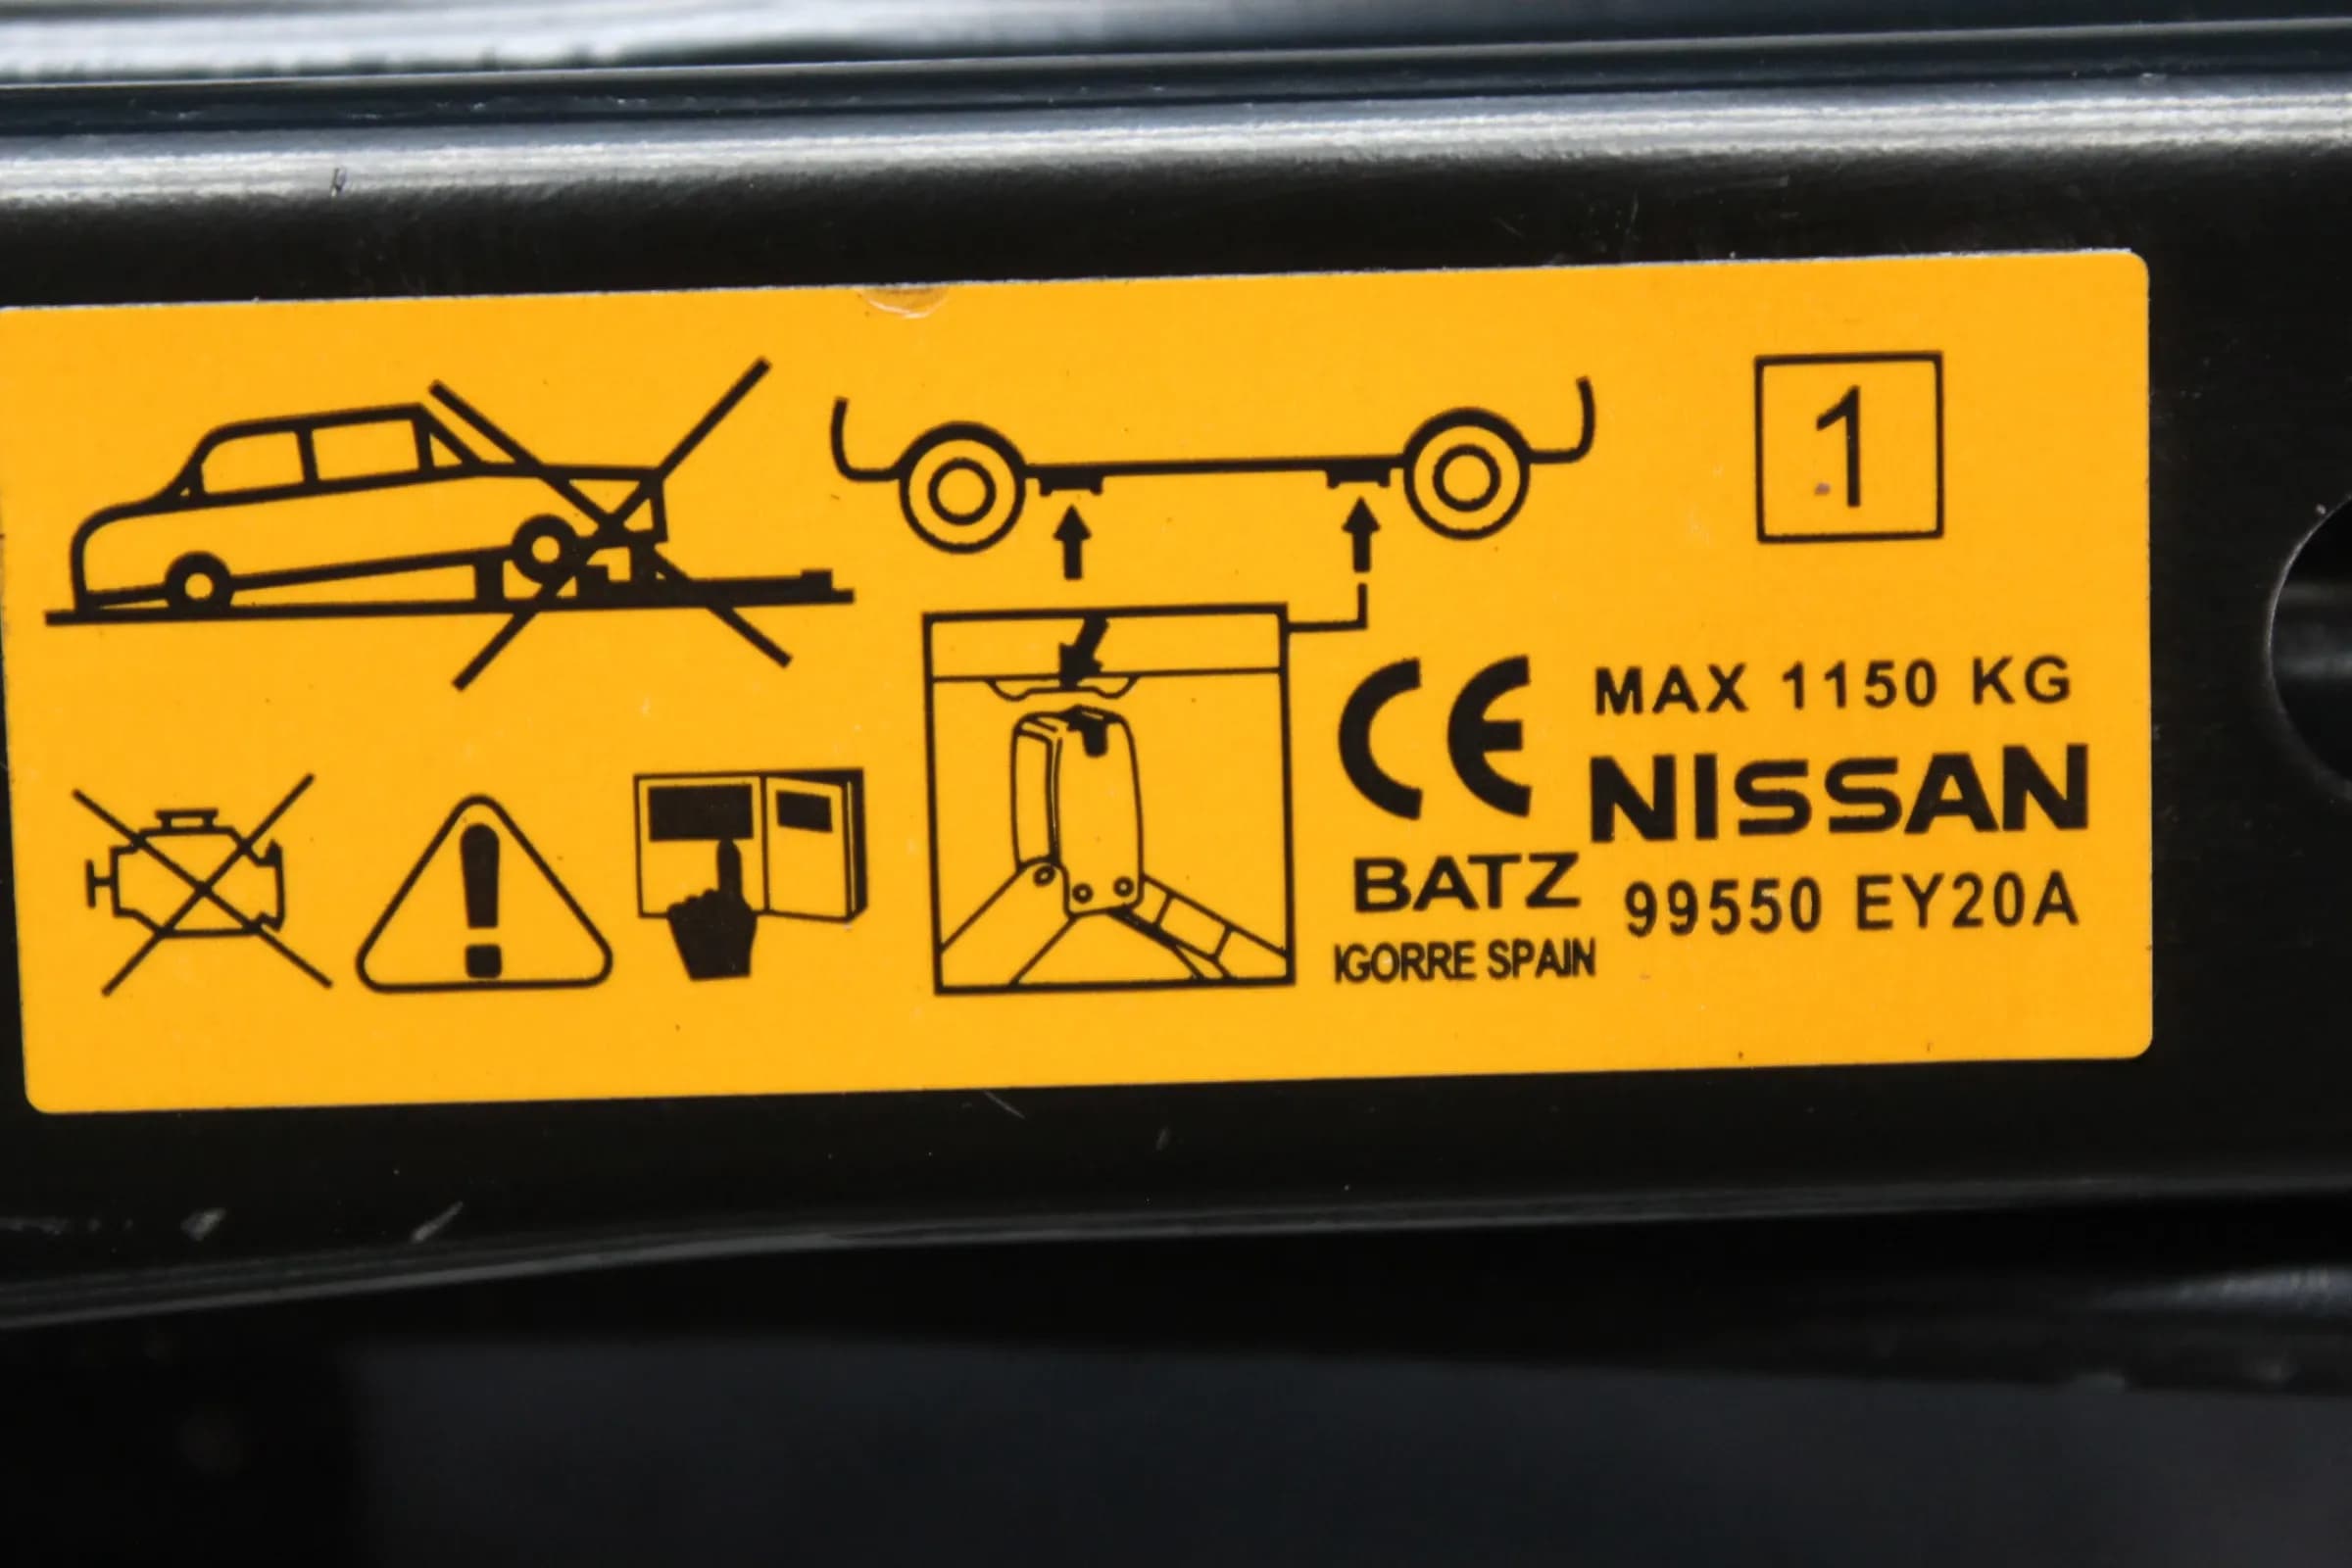 1
CE
MAX 1150 KG
NISSAN
BATZ
99550 EY20A
IGORRE SPAIN